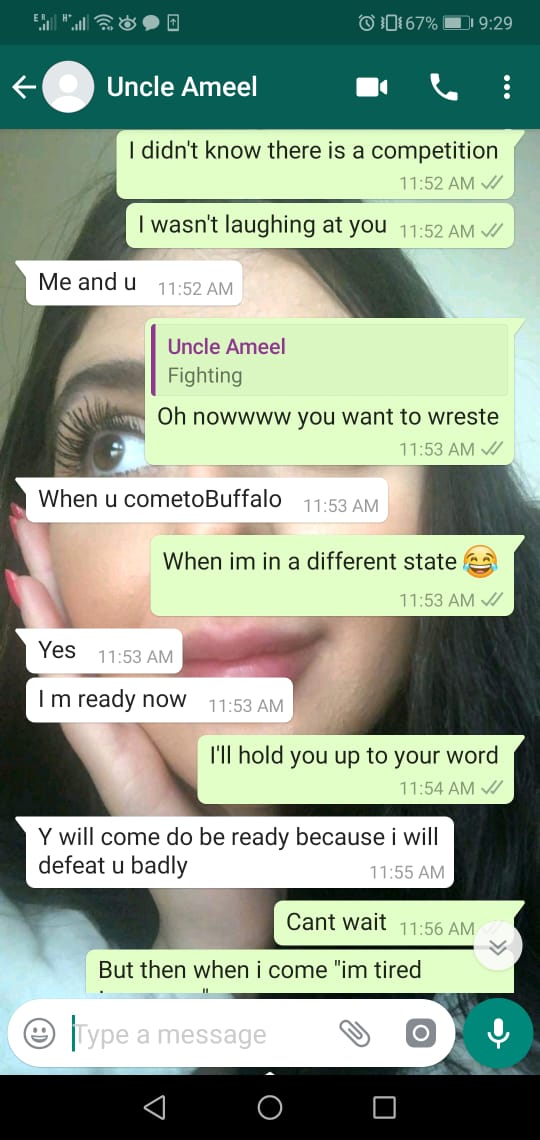 E R H+ 67% 9:29
Uncle Ameel
I didn't know there is a competition
11:52 AM
I wasn't laughing at you 11:52 AM
Me and u 11:52 AM
Uncle Ameel
Fighting
Oh nowwww you want to wreste
11:53 AM
When u cometoBuffalo 11:53 AM
When im in a different state 😂
11:53 AM
Yes 11:53 AM
I m ready now 11:53 AM
I'll hold you up to your word
11:54 AM
Y will come do be ready because i will
defeat u badly 11:55 AM
Cant wait 11:56 AM
But then when i come "im tired
Type a message